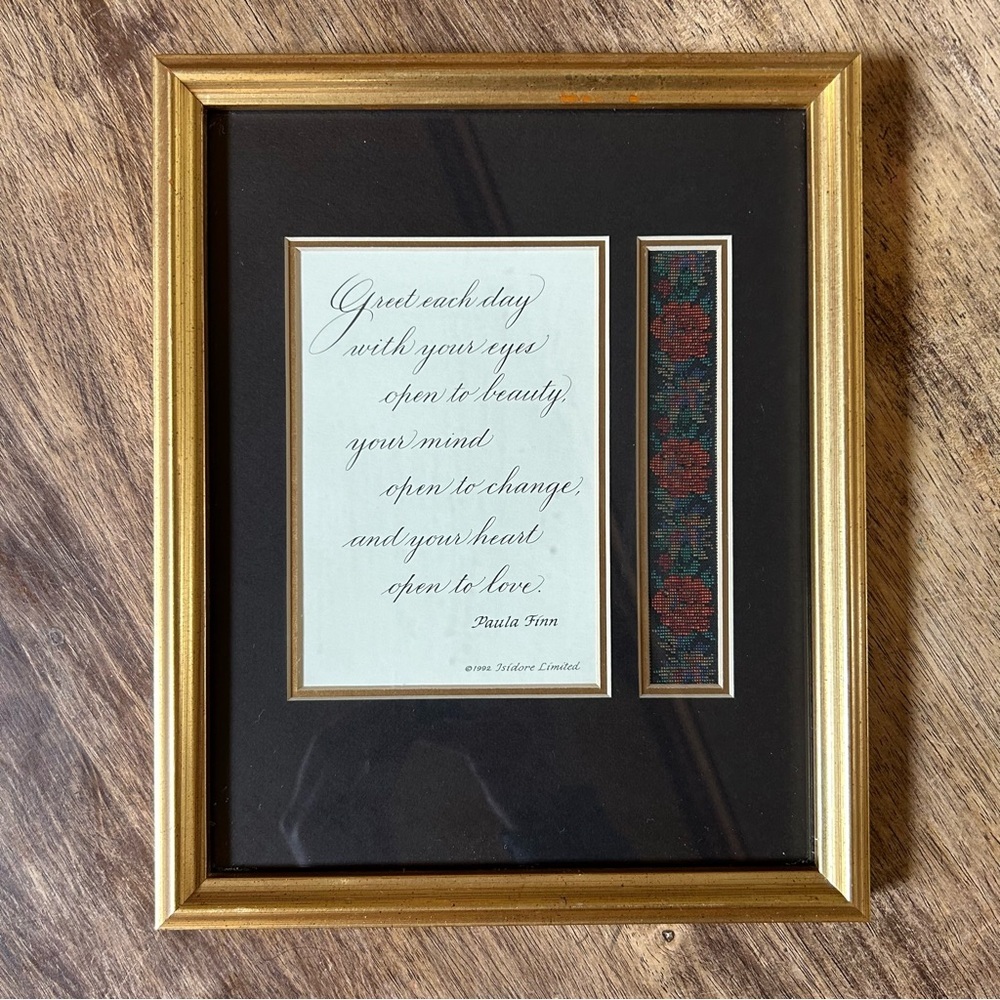 Greet each day
with your eyes
open to beauty,
your mind
open to change,
and your heart
open to love.
Paula Finn
©1992 Isidore Limited